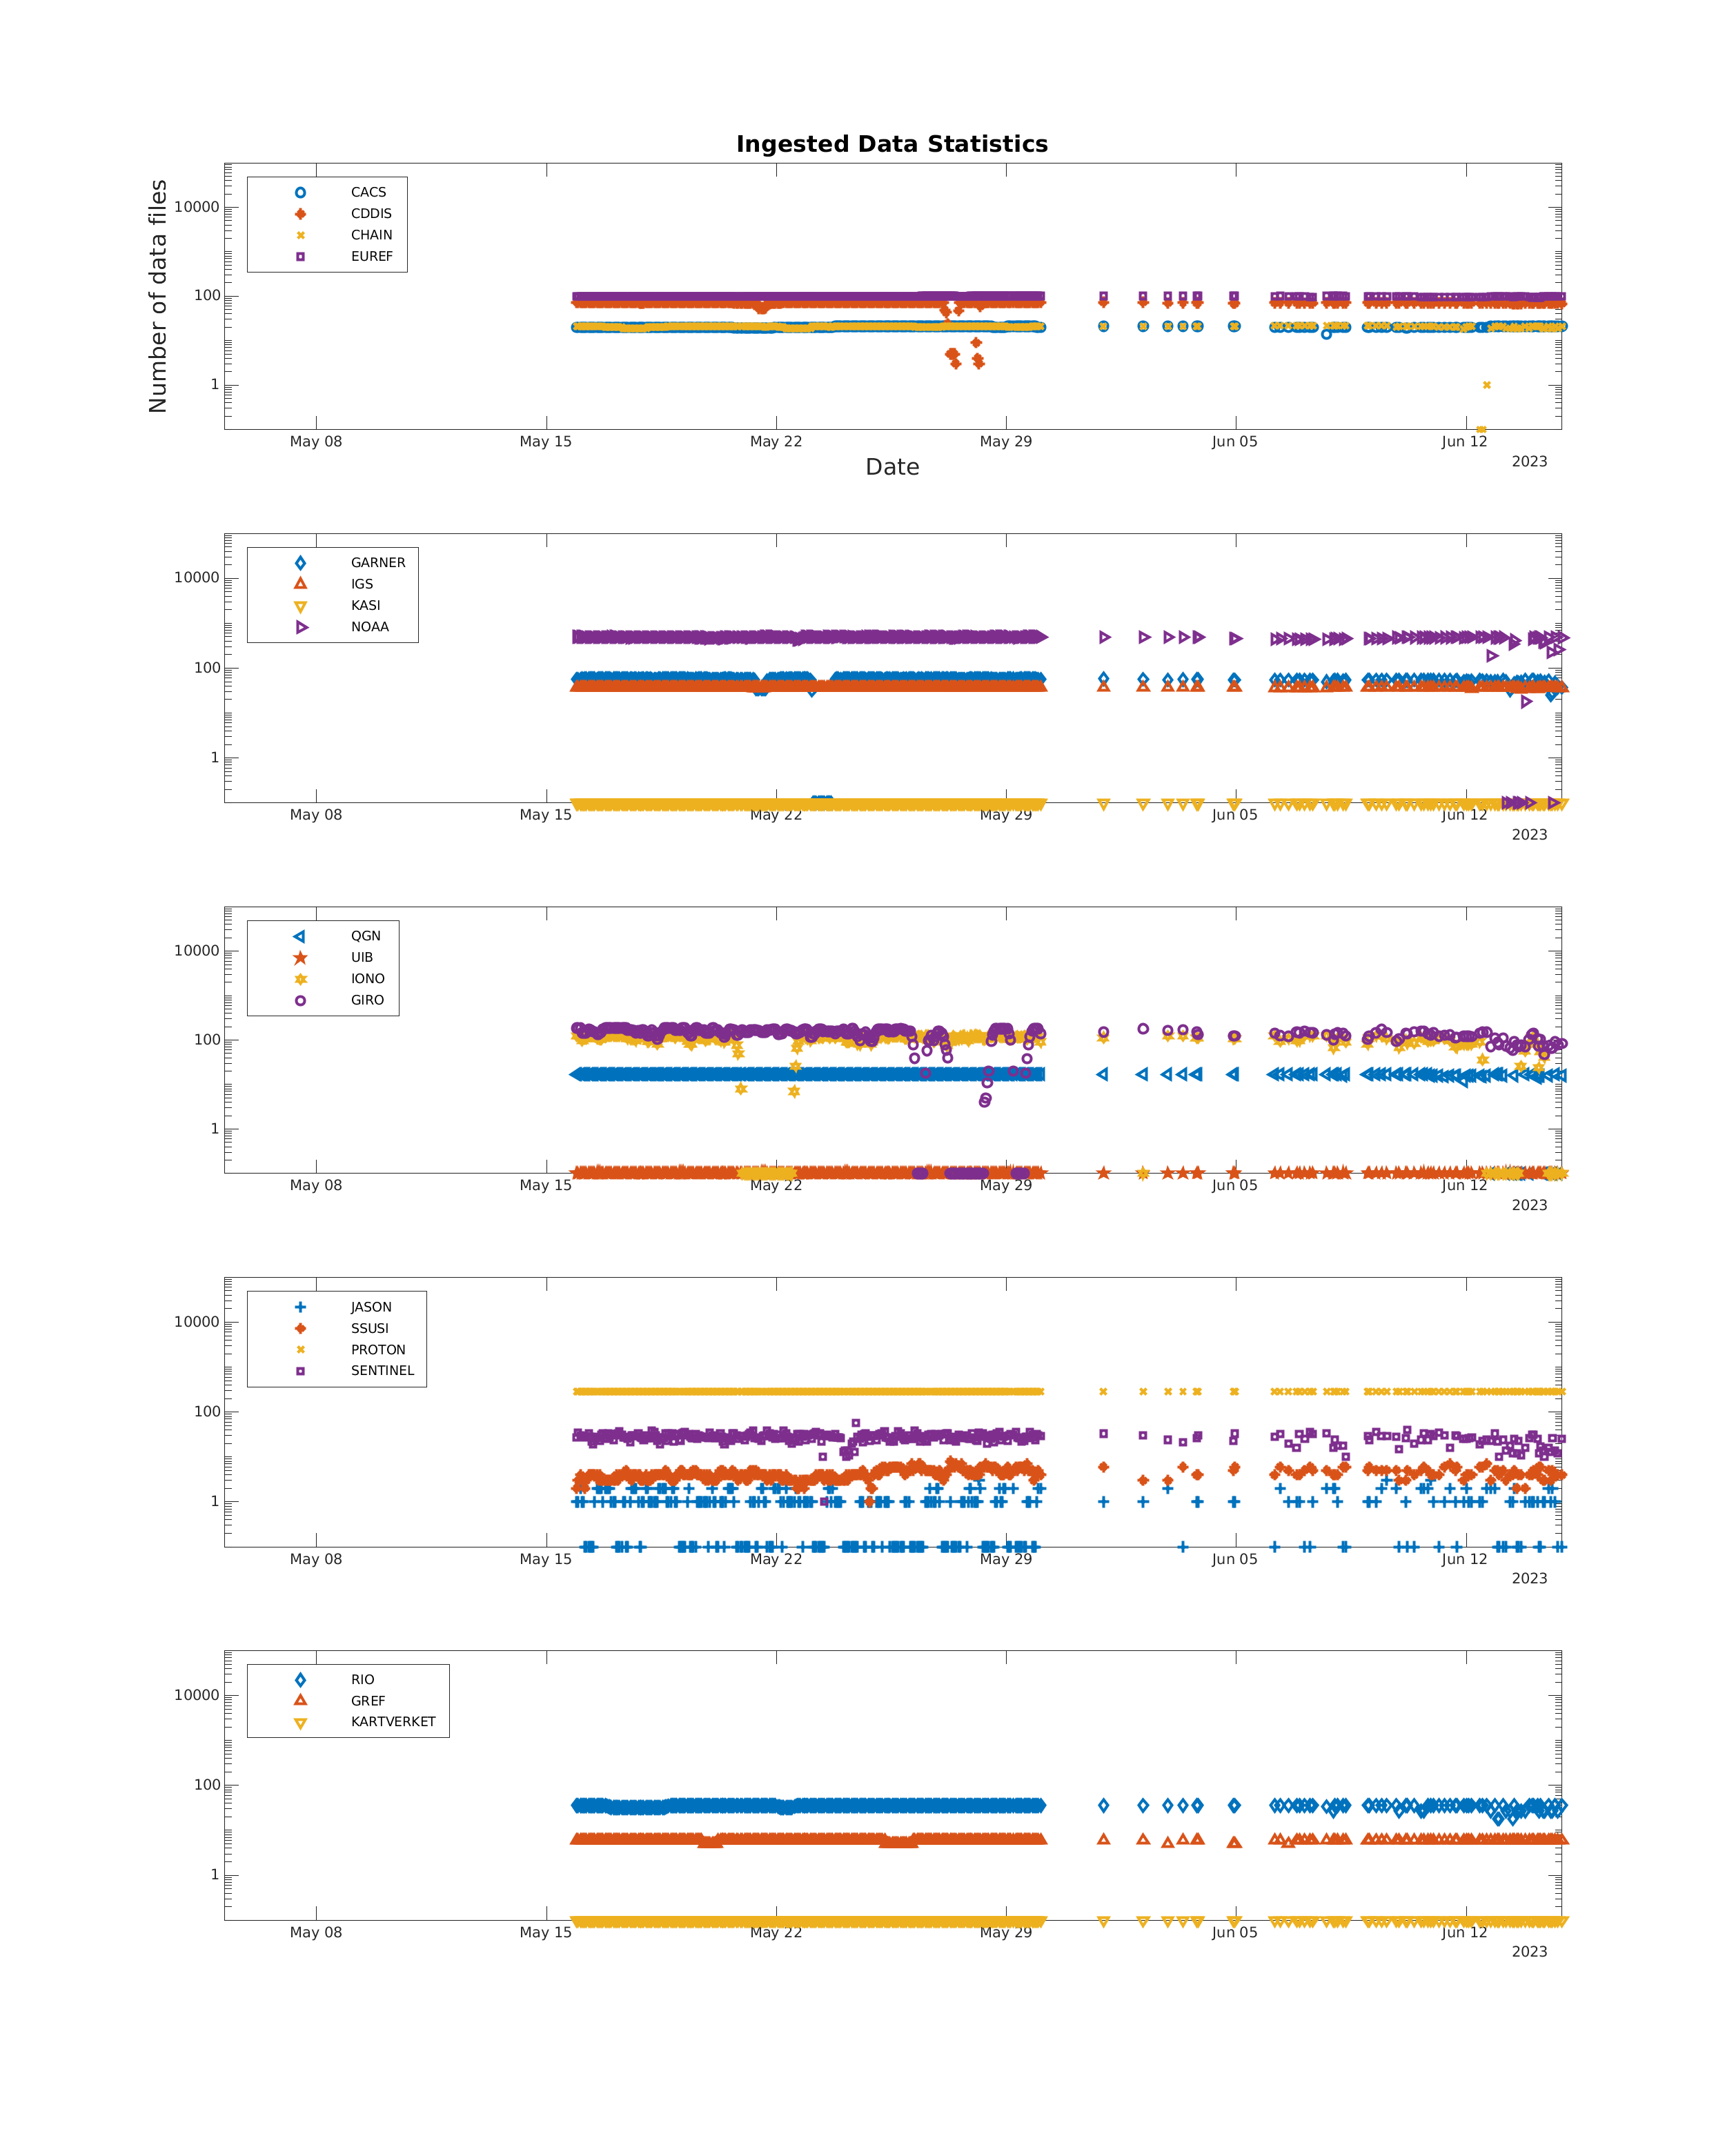 Ingested Data Statistics
Number of data files
10000
100
1
CACS
CDDIS
CHAIN
EUREF
May 08 May 15 May 22 May 29 Jun 05 Jun 12
2023
Date
10000
100
1
GARNER
IGS
KASI
NOAA
May 08 May 15 May 22 May 29 Jun 05 Jun 12
2023
10000
100
1
QGN
UIB
IONO
GIRO
May 08 May 15 May 22 May 29 Jun 05 Jun 12
2023
10000
100
1
JASON
SSUSI
PROTON
SENTINEL
May 08 May 15 May 22 May 29 Jun 05 Jun 12
2023
10000
100
1
RIO
GREF
KARTVERKET
May 08 May 15 May 22 May 29 Jun 05 Jun 12
2023